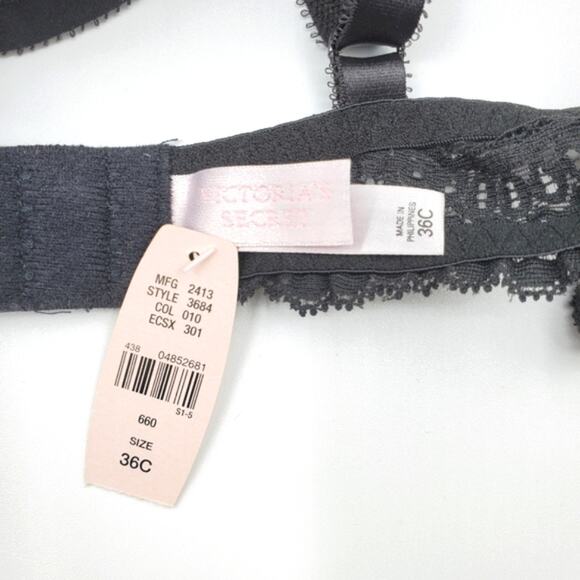 VICTORIA'S
SECRET
MADE IN
PHILIPPINES
36C
MFG 2413
STYLE 3684
COL 010
ECSX 301
438 04852681
S1-5
660
SIZE
36C